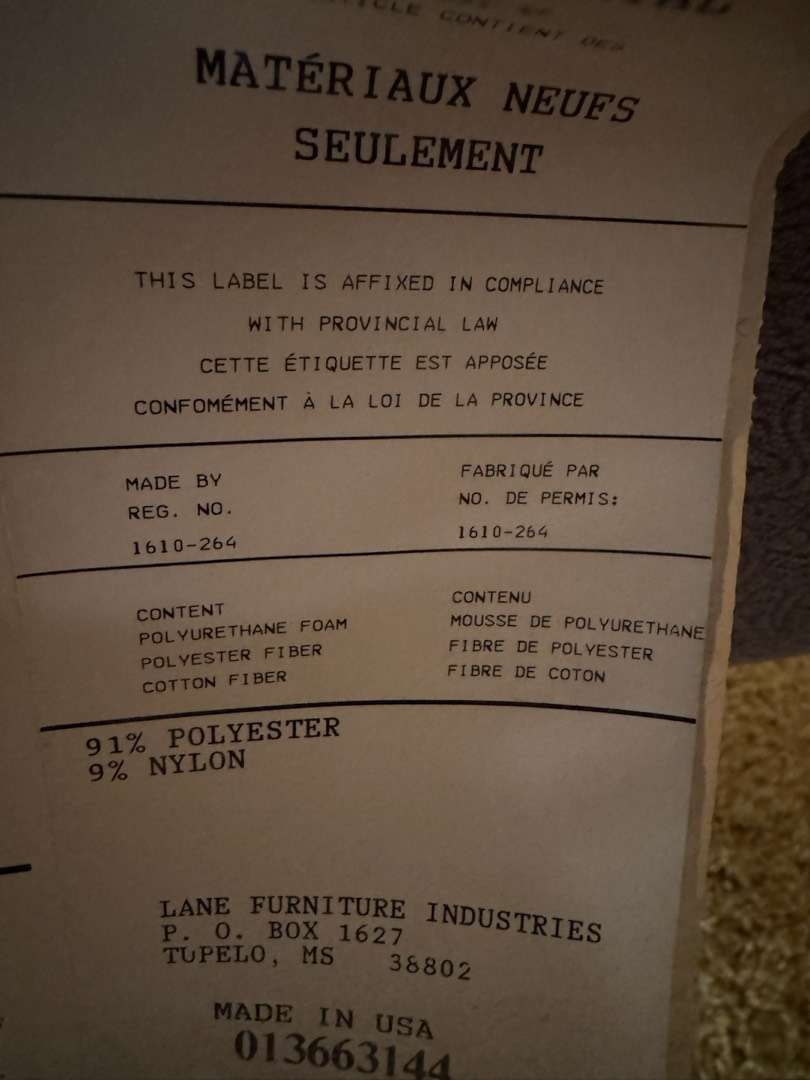 CONTIENT DES
MATÉRIAUX NEUFS
SEULEMENT
THIS LABEL IS AFFIXED IN COMPLIANCE
WITH PROVINCIAL LAW
CETTE ÉTIQUETTE EST APPOSÉE
CONFOMÉMENT À LA LOI DE LA PROVINCE
MADE BY
REG. NO.
1610-264
FABRIQUÉ PAR
NO. DE PERMIS:
1610-264
CONTENT
POLYURETHANE FOAM
POLYESTER FIBER
COTTON FIBER
CONTENU
MOUSSE DE POLYURETHANE
FIBRE DE POLYESTER
FIBRE DE COTON
91% POLYESTER
9% NYLON
LANE FURNITURE INDUSTRIES
P. O. BOX 1627
TUPELO, MS 38802
MADE IN USA
013663144